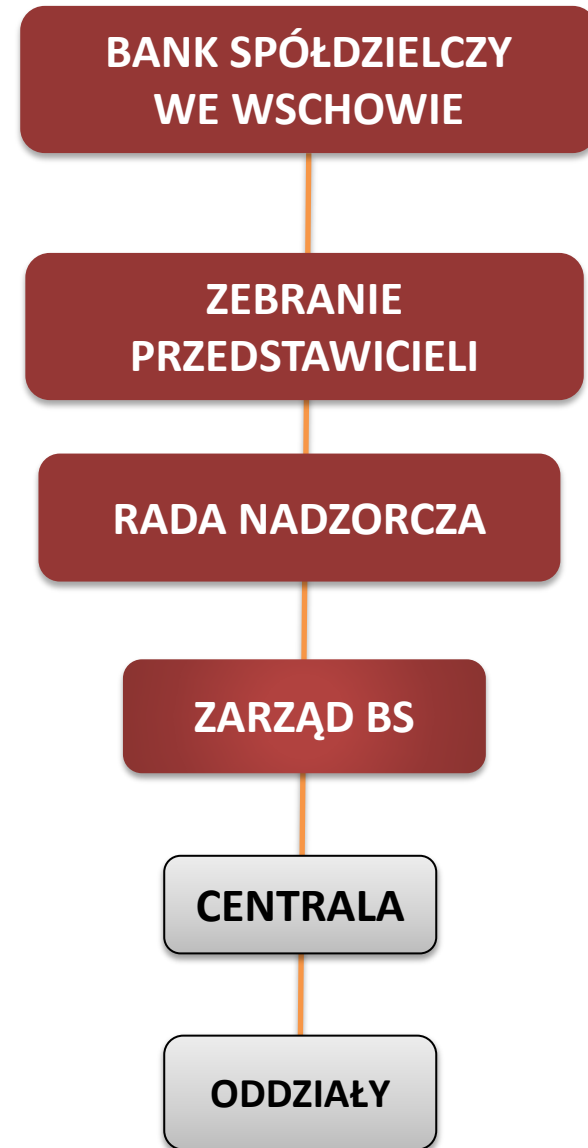 BANK SPÓŁDZIELCZY
WE WSCHOWIE
ZEBRANIE
PRZEDSTAWICIELI
RADA NADZORCZA
ZARZĄD BS
CENTRALA
ODDZIAŁY